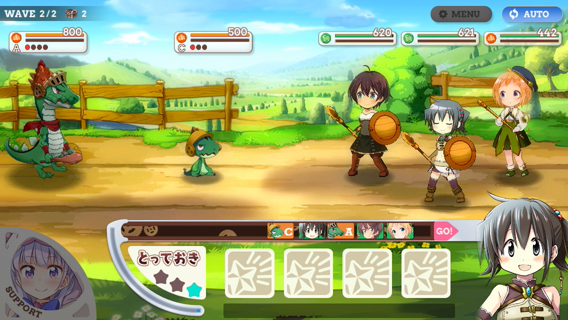 WAVE 2/2 2
MENU
AUTO
800
A
500
C
620
621
442
C A GO!
とっておき
SUPPORT